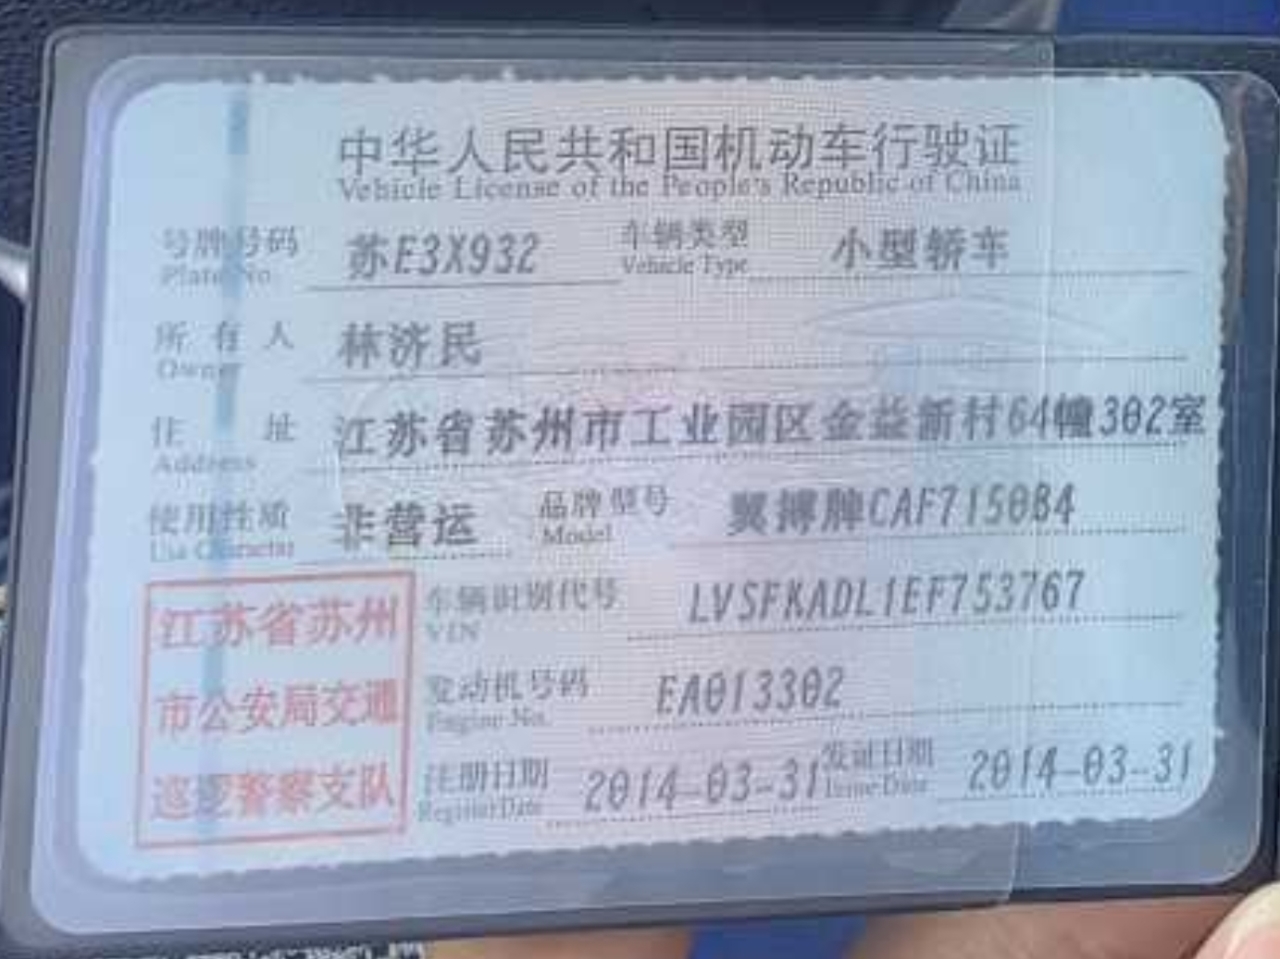 中华人民共和国机动车行驶证
Vehicle License of the People's Republic of China
号牌号码 苏E3X932 车辆类型 小型轿车
Plate No. Vehicle Type
所有人 林济民
Owner
住址 江苏省苏州市工业园区金益新村64幢302室
Address
使用性质 非营运 品牌型号 翼搏牌CAF7150B4
Use Character Model
车辆识别代号 LVSFKADL1EF753767
VIN
发动机号码 EA013302
Engine No.
注册日期 2014-03-31 发证日期 2014-03-31
Register Date Issue Date
江苏省苏州
市公安局交通
巡逻警察支队